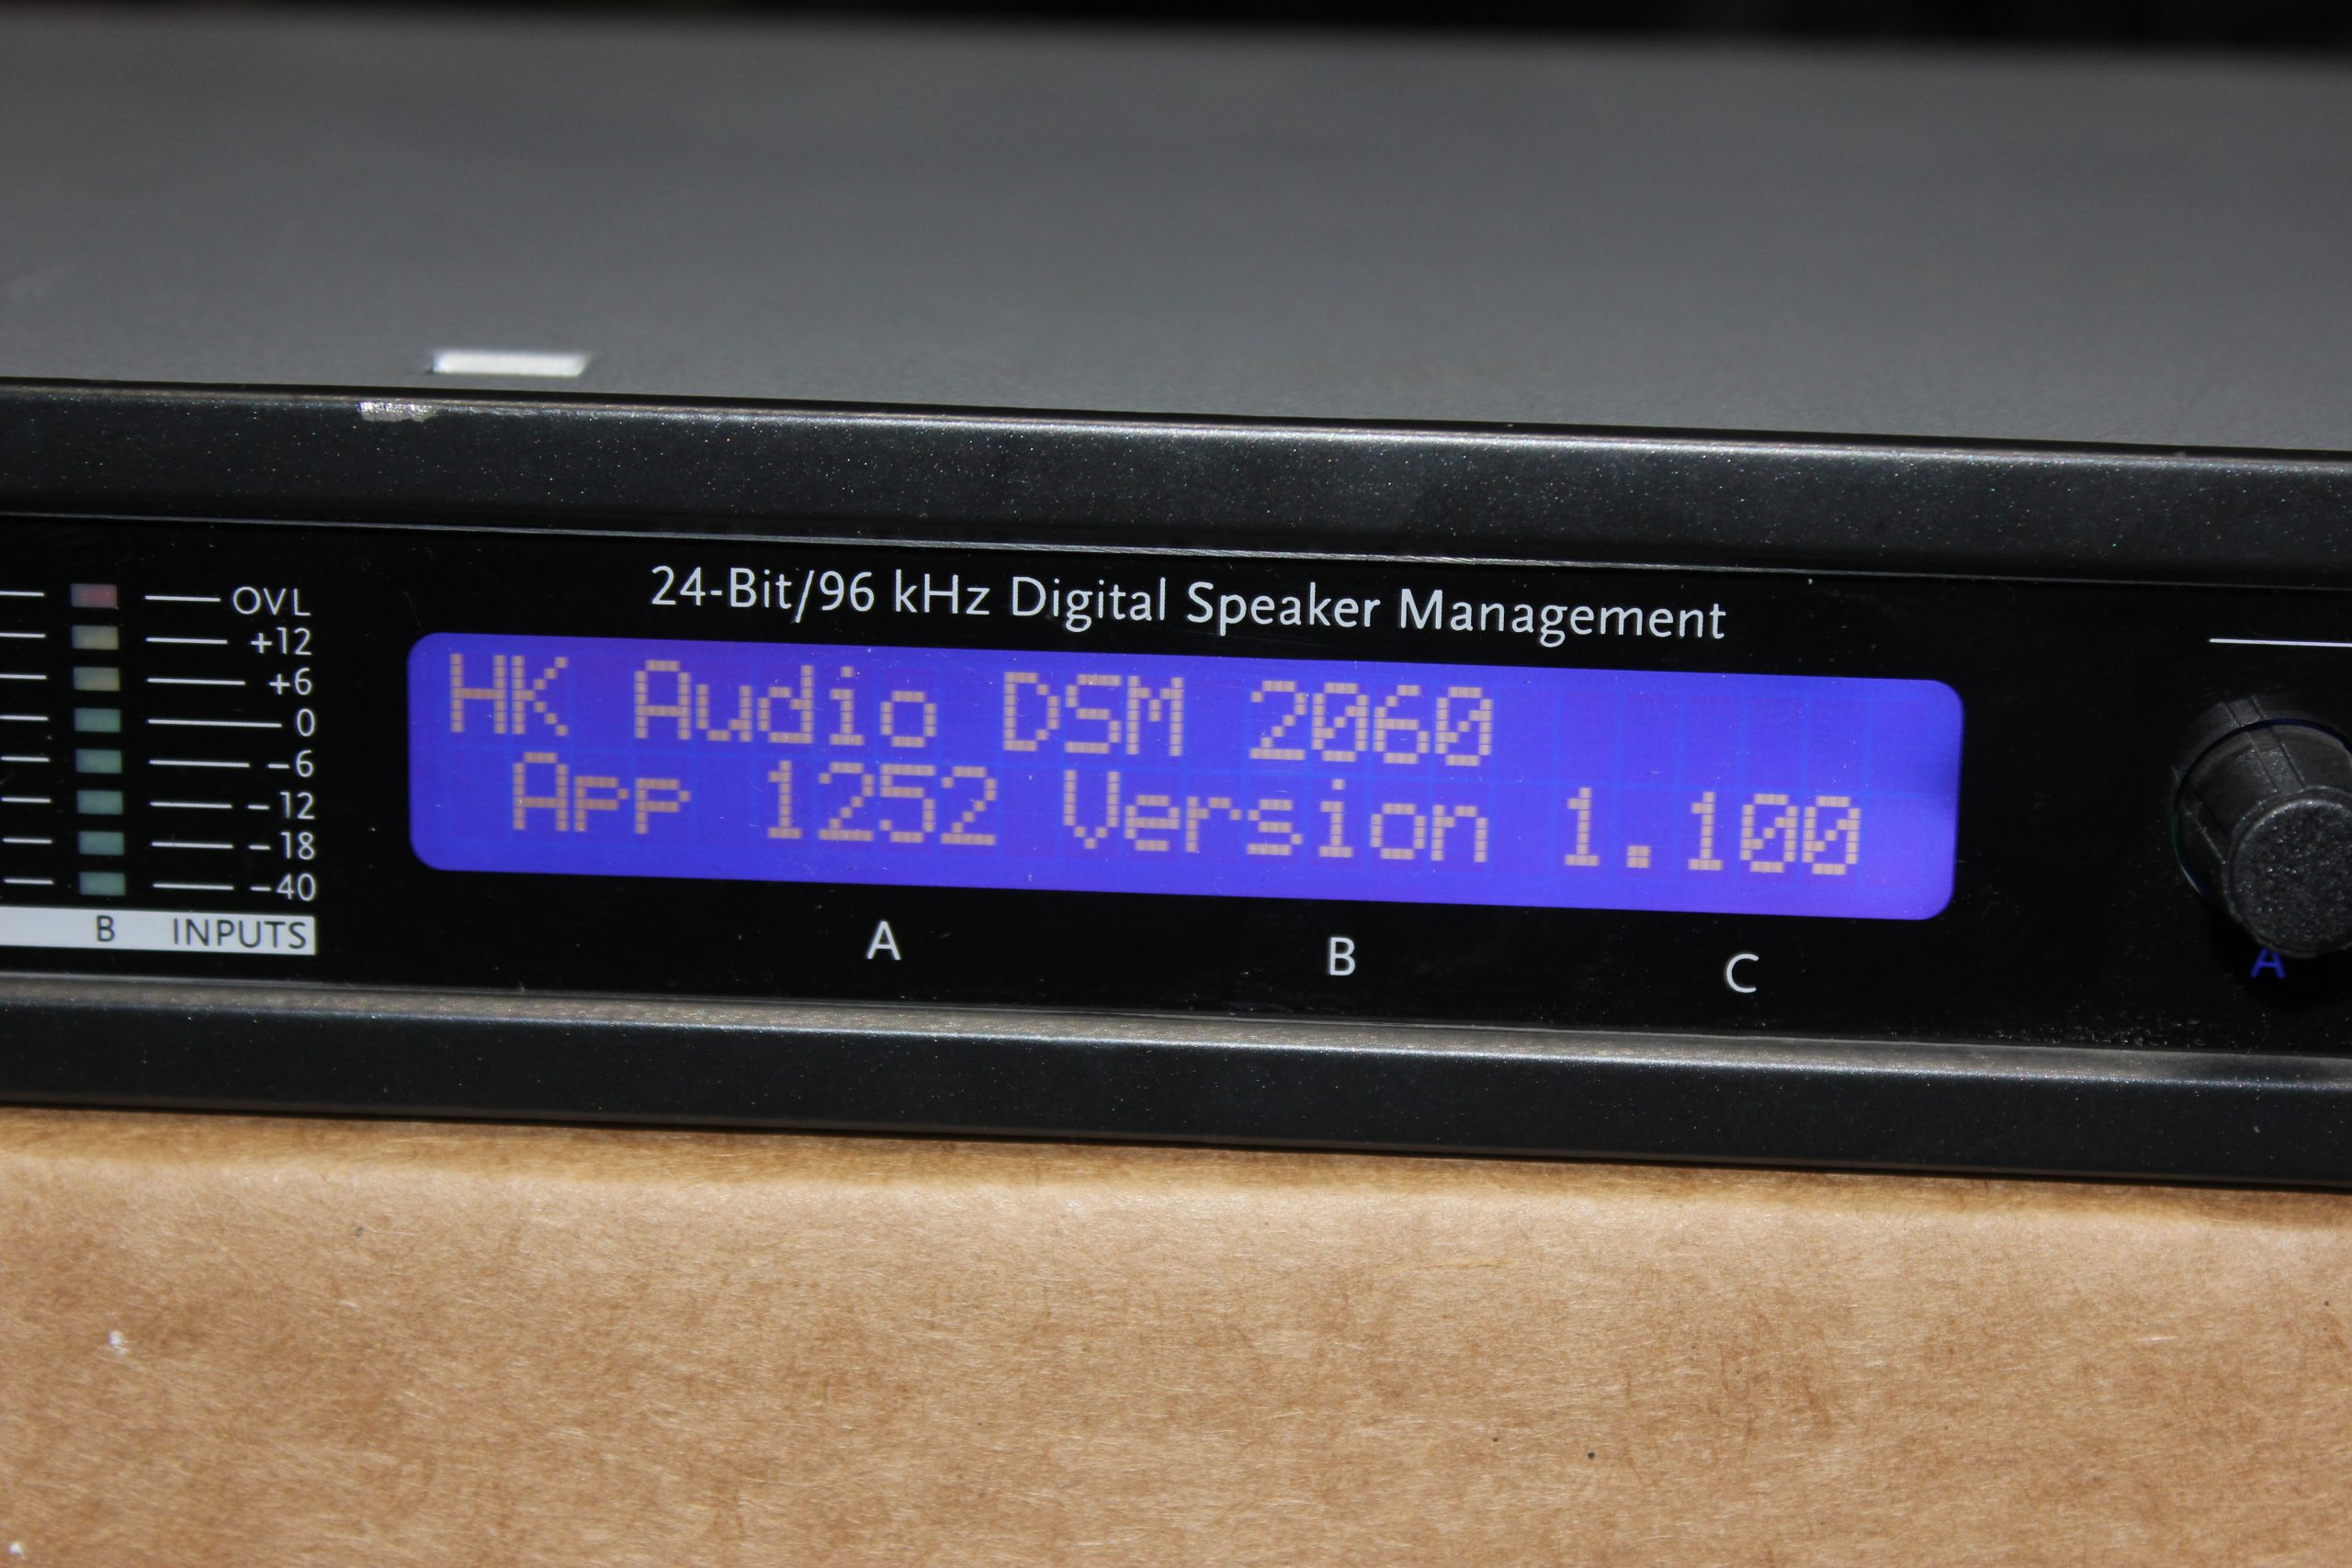 24-Bit/96 kHz Digital Speaker Management
OVL
+12
+6
0
−6
−12
−18
−40
B INPUTS
HK Audio DSM 2060
App 1252 Version 1.100
A B C
A